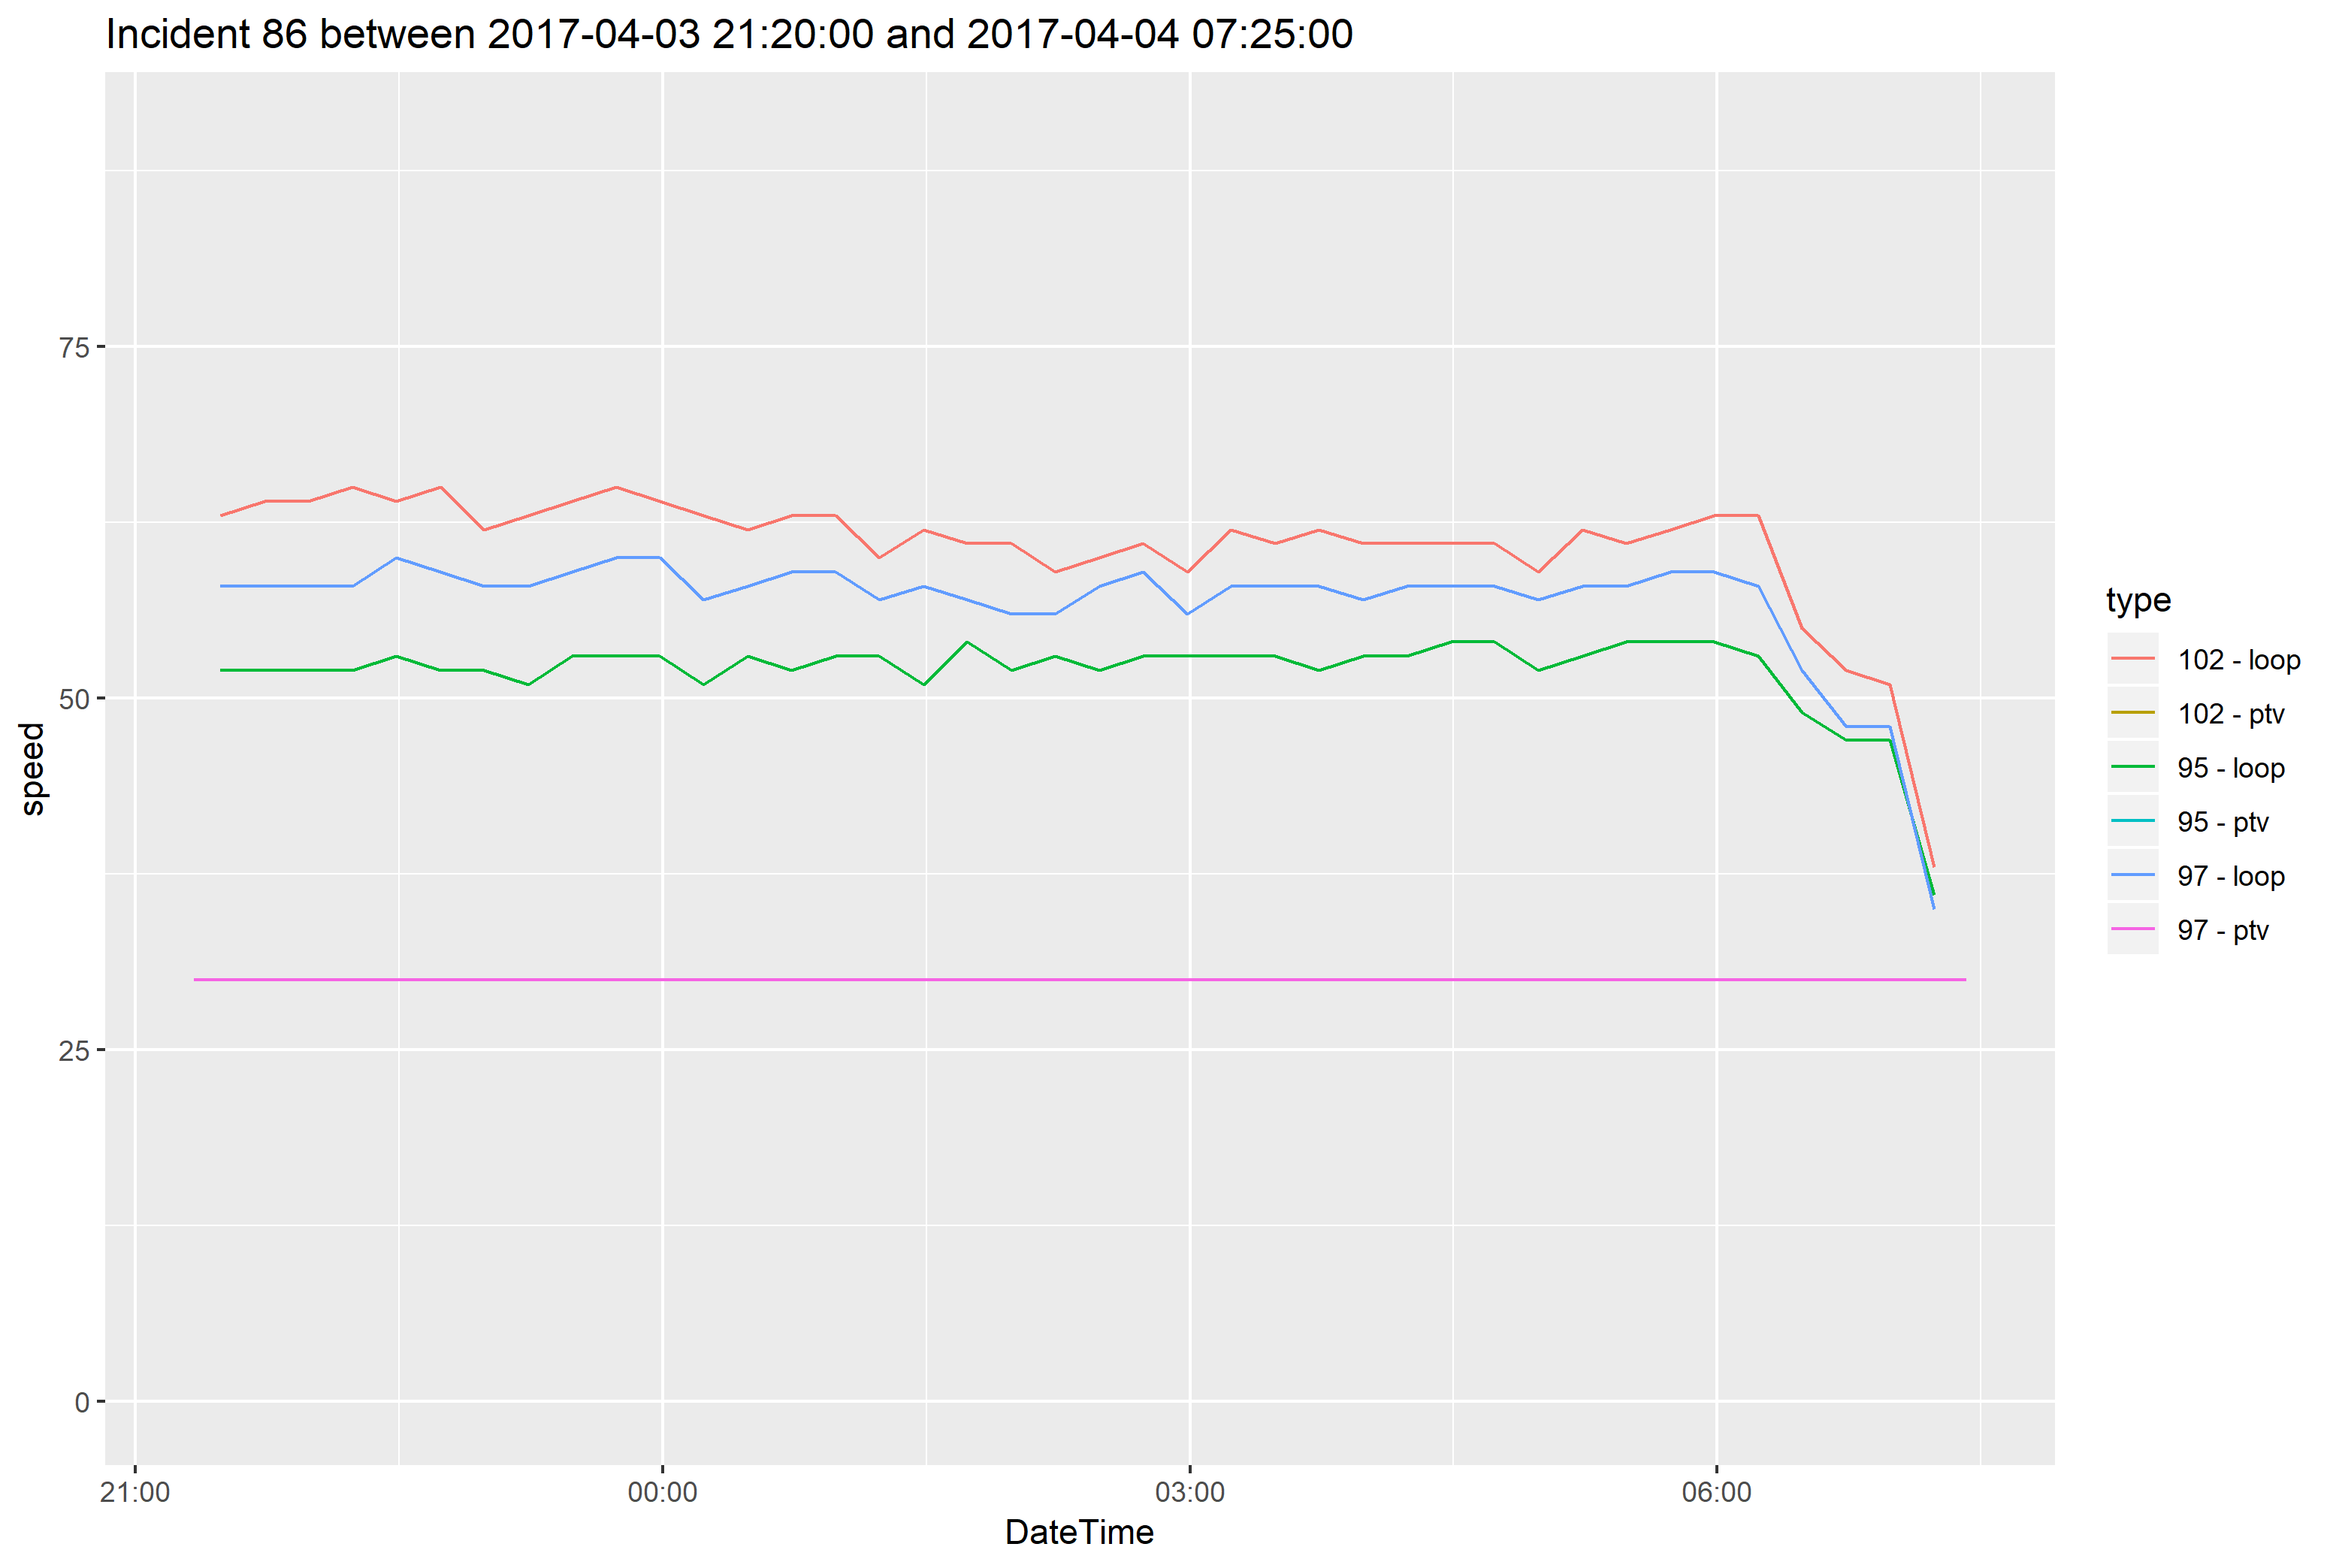 Incident 86 between 2017-04-03 21:20:00 and 2017-04-04 07:25:00
75
50
25
0
speed
21:00
00:00
03:00
06:00
DateTime
type
102 - loop
102 - ptv
95 - loop
95 - ptv
97 - loop
97 - ptv